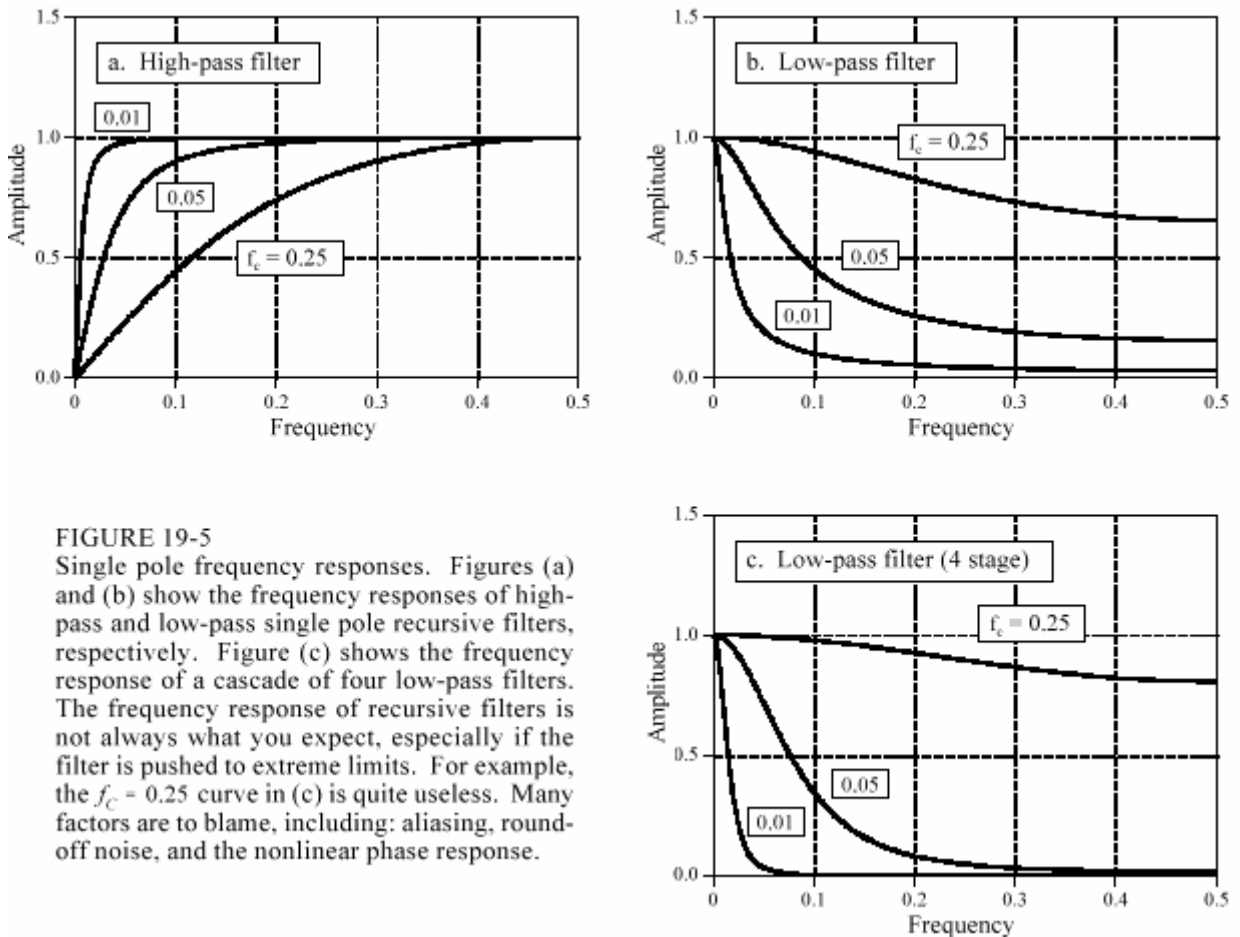 1.5
a. High-pass filter
0.01
1.0
0.05
Amplitude
0.5
fc = 0.25
0.0
0 0.1 0.2 0.3 0.4 0.5
Frequency
1.5
b. Low-pass filter
1.0
fc = 0.25
Amplitude
0.5
0.05
0.01
0.0
0 0.1 0.2 0.3 0.4 0.5
Frequency
FIGURE 19-5
Single pole frequency responses. Figures (a)
and (b) show the frequency responses of high-
pass and low-pass single pole recursive filters,
respectively. Figure (c) shows the frequency
response of a cascade of four low-pass filters.
The frequency response of recursive filters is
not always what you expect, especially if the
filter is pushed to extreme limits. For example,
the fC = 0.25 curve in (c) is quite useless. Many
factors are to blame, including: aliasing, round-
off noise, and the nonlinear phase response.
1.5
c. Low-pass filter (4 stage)
fc = 0.25
1.0
Amplitude
0.5
0.05
0.01
0.0
0 0.1 0.2 0.3 0.4 0.5
Frequency